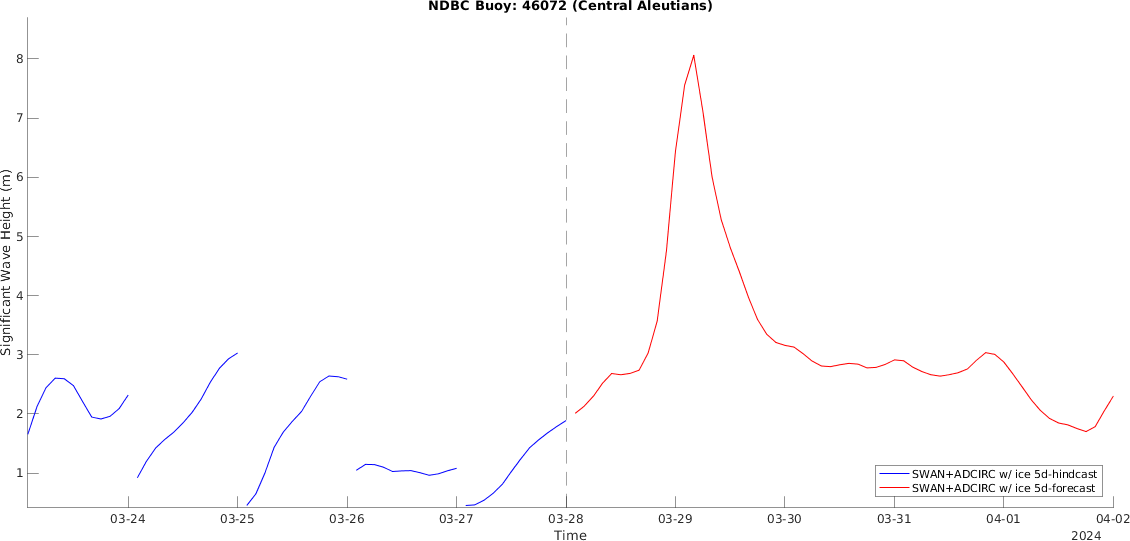 NDBC Buoy: 46072 (Central Aleutians)
8
7
6
5
4
3
2
1
Significant Wave Height (m)
SWAN+ADCIRC w/ ice 5d-hindcast
SWAN+ADCIRC w/ ice 5d-forecast
03-24 03-25 03-26 03-27 03-28 03-29 03-30 03-31 04-01 04-02
Time
2024